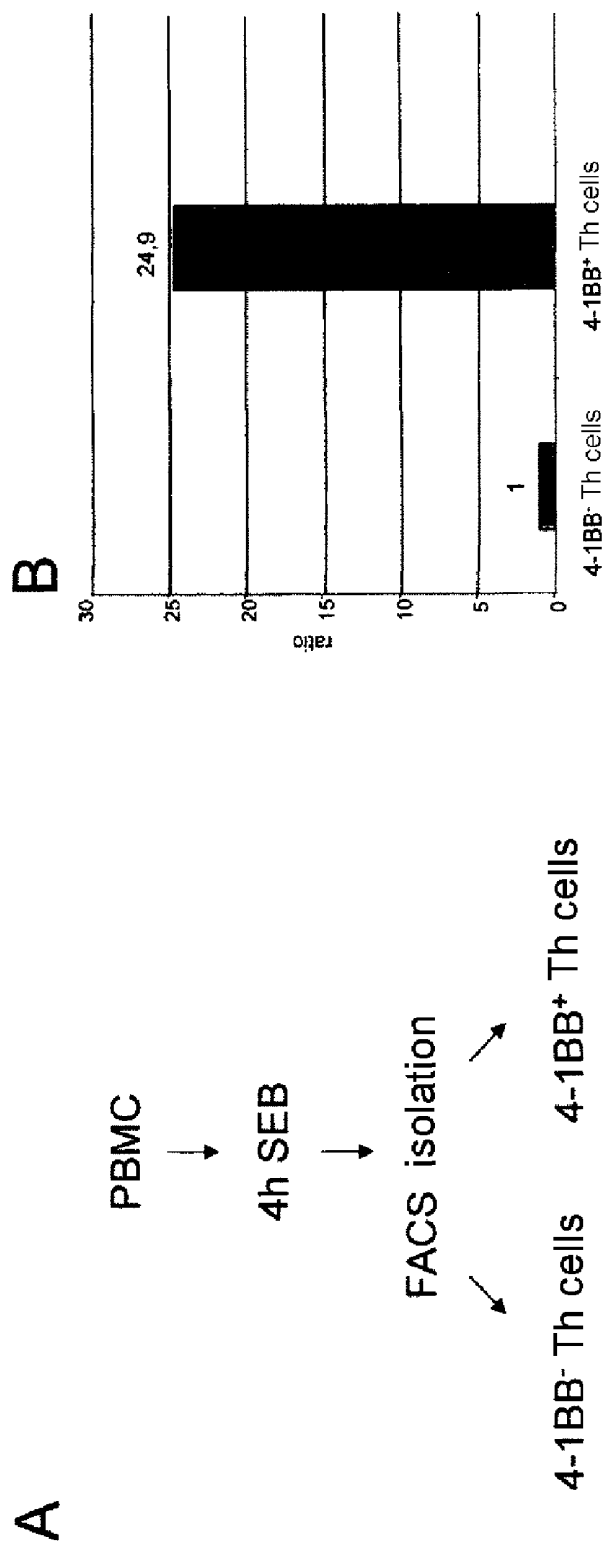 A
PBMC
4h SEB
FACS isolation
4-1BB- Th cells
4-1BB+ Th cells
B
ratio
30
25
20
15
10
5
0
1
24,9
4-1BB- Th cells
4-1BB+ Th cells